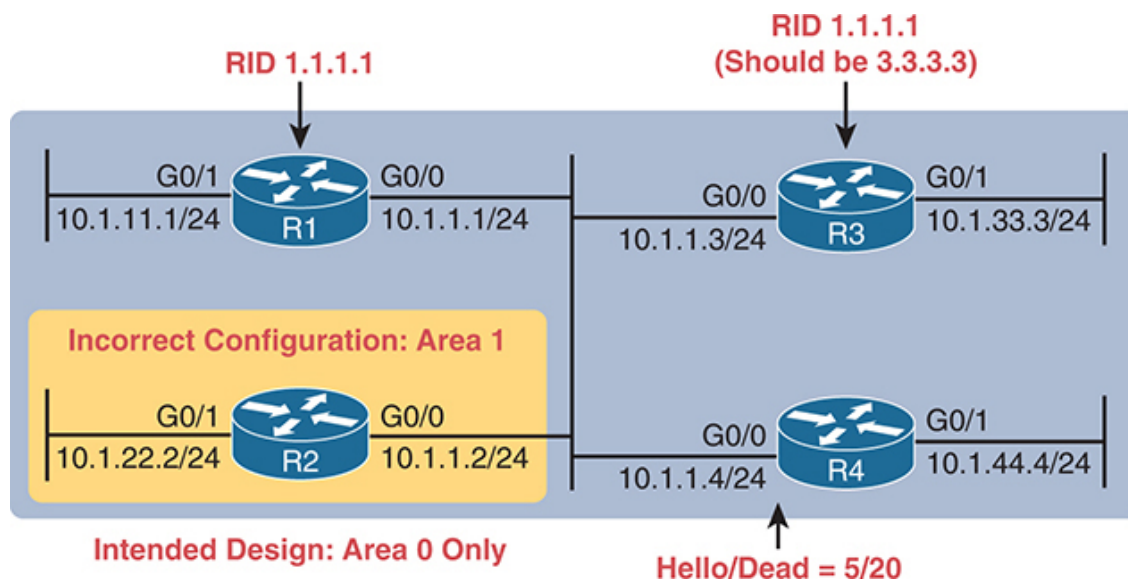 RID 1.1.1.1
RID 1.1.1.1
(Should be 3.3.3.3)
G0/1
G0/0
10.1.11.1/24
10.1.1.1/24
R1
G0/0
G0/1
10.1.1.3/24
10.1.33.3/24
R3
Incorrect Configuration: Area 1
G0/1
G0/0
10.1.22.2/24
10.1.1.2/24
R2
G0/0
G0/1
10.1.1.4/24
10.1.44.4/24
R4
Intended Design: Area 0 Only
Hello/Dead = 5/20